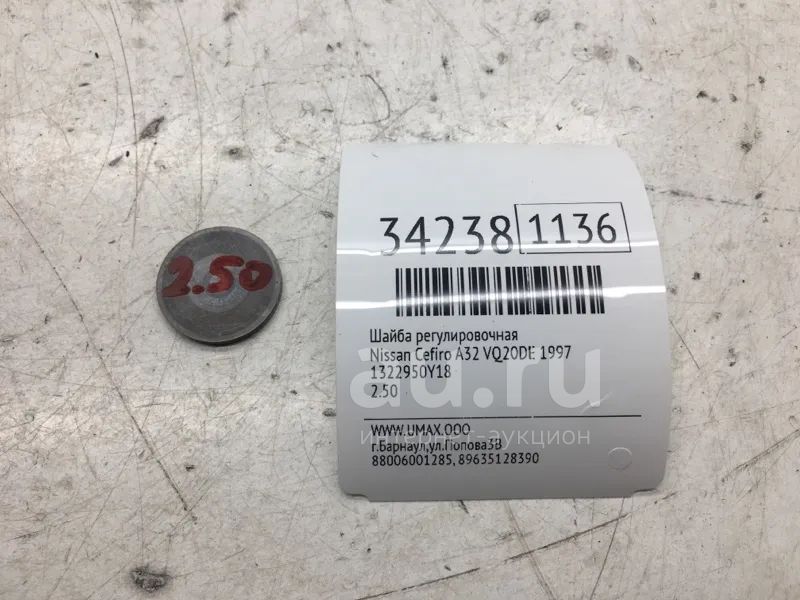 2.50
34238 1136
Шайба регулировочная
Nissan Cefiro A32 VQ20DE 1997
1322950Y18
2.50
au.ru
интернет-аукцион
WWW.UMAX.OOO
г.Барнаул,ул.Попова3В
88006001285, 89635128390